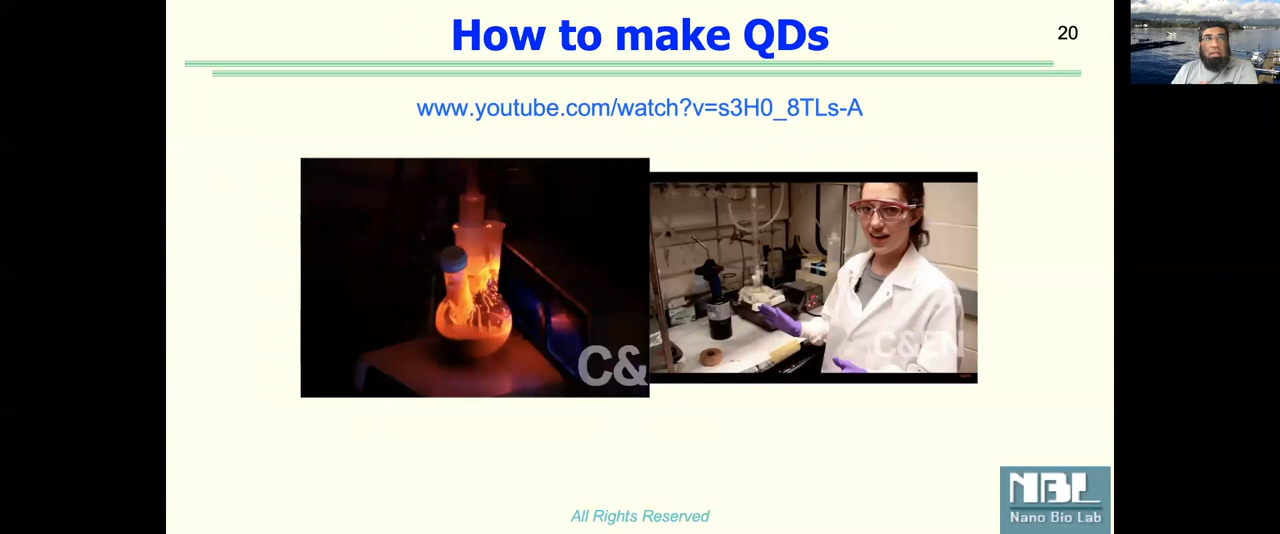 How to make QDs
20
www.youtube.com/watch?v=s3H0_8TLs-A
C&
C&EN
NBL
Nano Bio Lab
All Rights Reserved